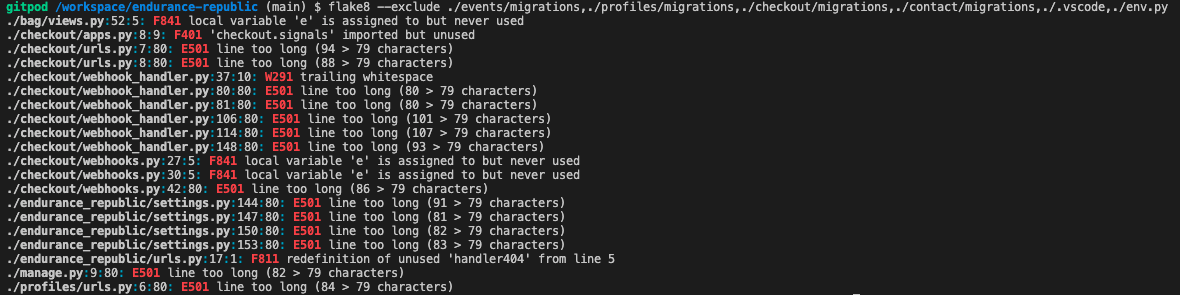 gitpod /workspace/endurance-republic (main) $ flake8 --exclude ./events/migrations,./profiles/migrations,./checkout/migrations,./contact/migrations,./.vscode,./env.py
./bag/views.py:52:5: F841 local variable 'e' is assigned to but never used
./checkout/apps.py:8:9: F401 'checkout.signals' imported but unused
./checkout/urls.py:7:80: E501 line too long (94 > 79 characters)
./checkout/urls.py:8:80: E501 line too long (88 > 79 characters)
./checkout/webhook_handler.py:37:10: W291 trailing whitespace
./checkout/webhook_handler.py:80:80: E501 line too long (80 > 79 characters)
./checkout/webhook_handler.py:81:80: E501 line too long (80 > 79 characters)
./checkout/webhook_handler.py:106:80: E501 line too long (101 > 79 characters)
./checkout/webhook_handler.py:114:80: E501 line too long (107 > 79 characters)
./checkout/webhook_handler.py:148:80: E501 line too long (93 > 79 characters)
./checkout/webhooks.py:27:5: F841 local variable 'e' is assigned to but never used
./checkout/webhooks.py:30:5: F841 local variable 'e' is assigned to but never used
./checkout/webhooks.py:42:80: E501 line too long (86 > 79 characters)
./endurance_republic/settings.py:144:80: E501 line too long (91 > 79 characters)
./endurance_republic/settings.py:147:80: E501 line too long (81 > 79 characters)
./endurance_republic/settings.py:150:80: E501 line too long (82 > 79 characters)
./endurance_republic/settings.py:153:80: E501 line too long (83 > 79 characters)
./endurance_republic/urls.py:17:1: F811 redefinition of unused 'handler404' from line 5
./manage.py:9:80: E501 line too long (82 > 79 characters)
./profiles/urls.py:6:80: E501 line too long (84 > 79 characters)